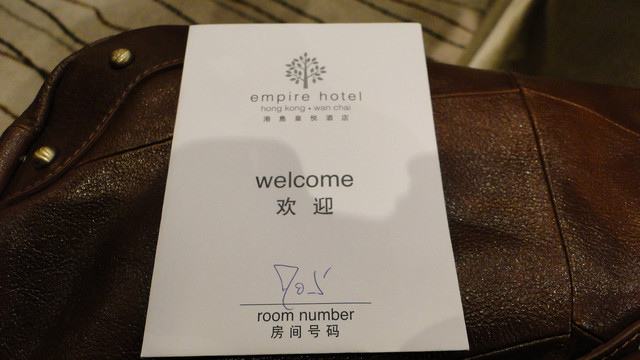 empire hotel
hong kong • wan chai
港島皇悦酒店
welcome
欢迎
room number
房间号码